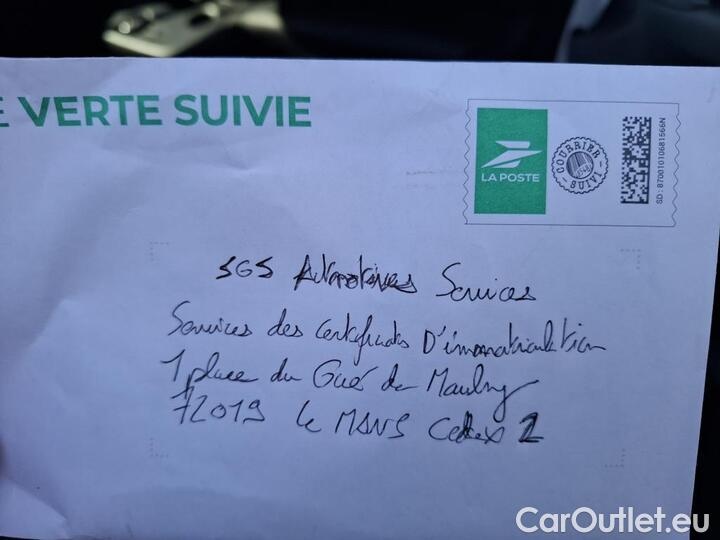 E VERTE SUIVIE
LA POSTE
COURRIER
SUIVI
SD : 87001010681566N
SGS Automotives Services
Services des certificats D'immatriculation
1 place du Gué de Maulny
72019 Le MANS Cedex 2
CarOutlet.eu